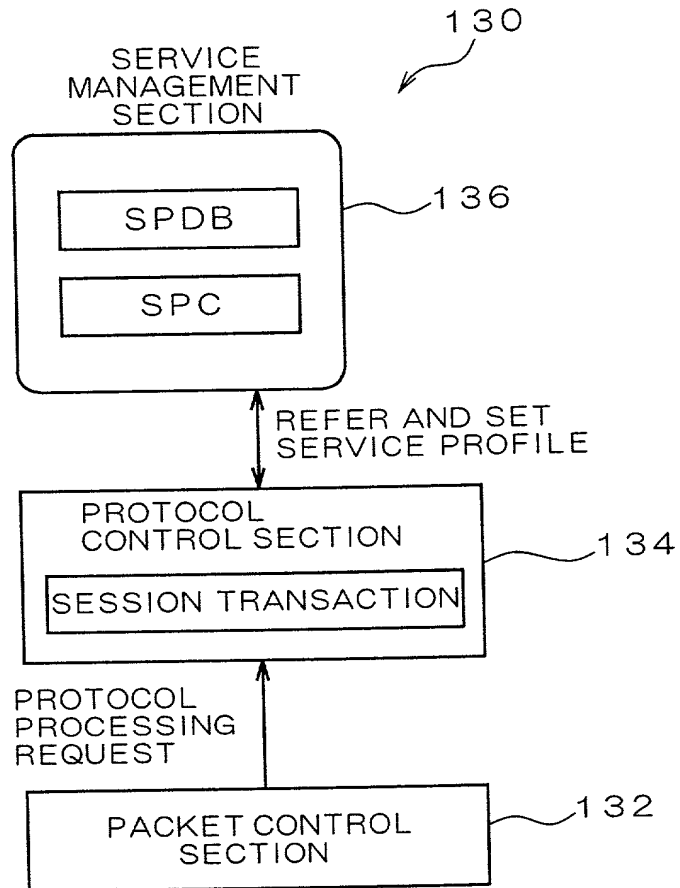 130
SERVICE
MANAGEMENT
SECTION
136
SPDB
SPC
REFER AND SET
SERVICE PROFILE
PROTOCOL
CONTROL SECTION
134
SESSION TRANSACTION
PROTOCOL
PROCESSING
REQUEST
132
PACKET CONTROL
SECTION